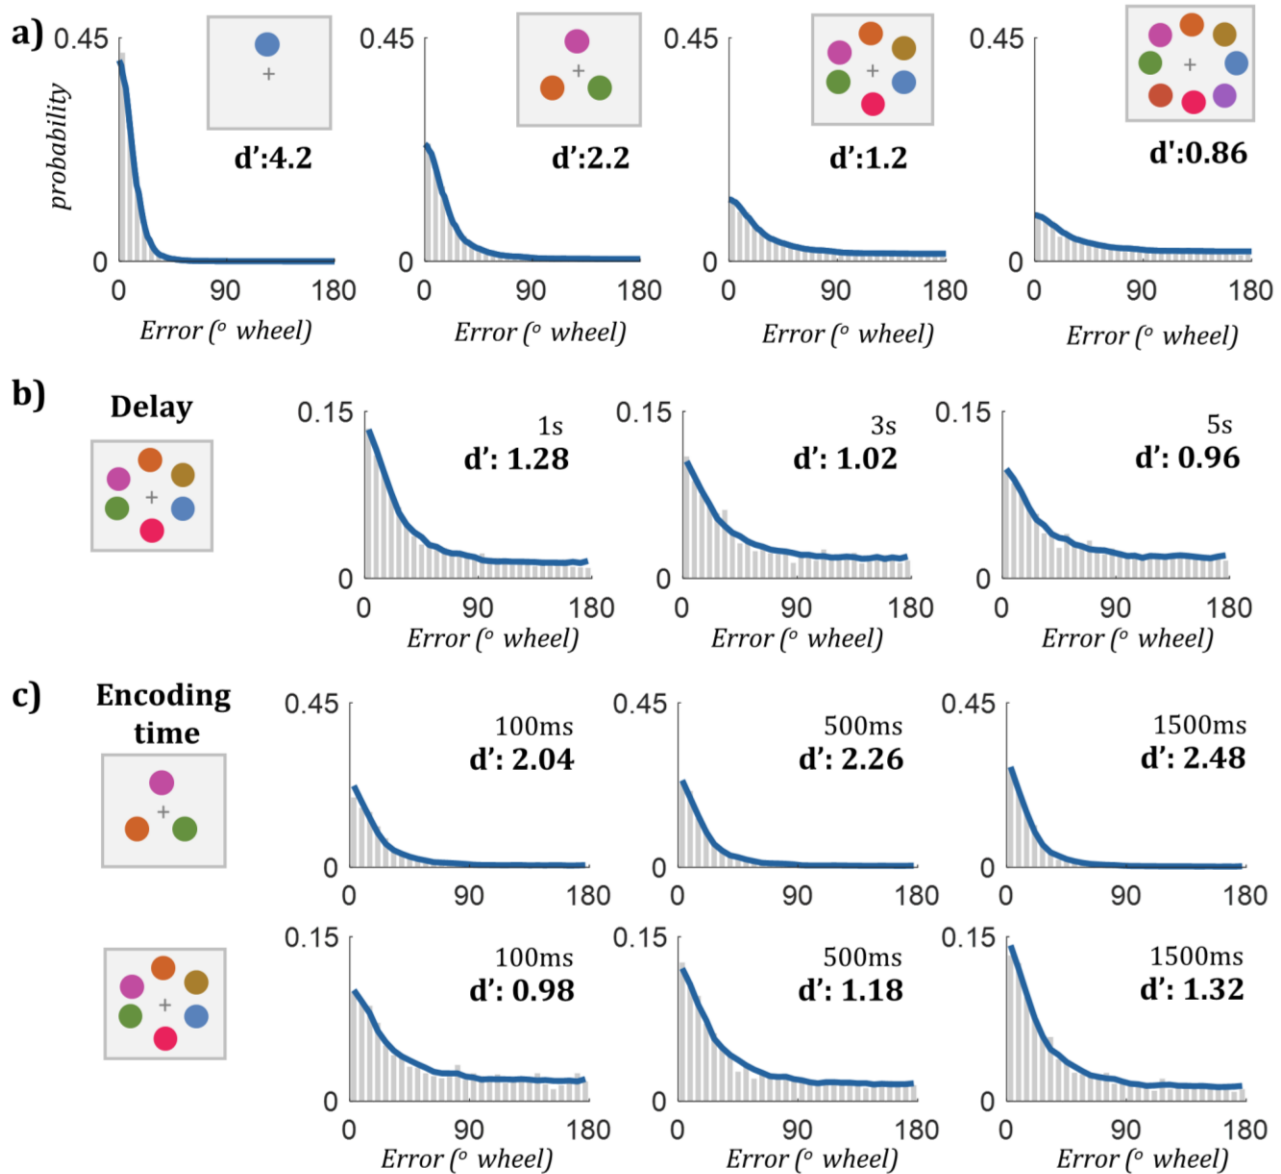 a)
0.45 0.45 0.45 0.45
probability
+ + + +
d’:4.2 d’:2.2 d’:1.2 d':0.86
0 0 0 0
0 90 180 0 90 180 0 90 180 0 90 180
Error (o wheel) Error (o wheel) Error (o wheel) Error (o wheel)
b)
Delay
+
0.15 0.15 0.15
1s 3s 5s
d’: 1.28 d’: 1.02 d’: 0.96
0 0 0
0 90 180 0 90 180 0 90 180
Error (o wheel) Error (o wheel) Error (o wheel)
c)
Encoding
time
+
0.45 0.45 0.45
100ms 500ms 1500ms
d’: 2.04 d’: 2.26 d’: 2.48
0 0 0
0 90 180 0 90 180 0 90 180
+
0.15 0.15 0.15
100ms 500ms 1500ms
d’: 0.98 d’: 1.18 d’: 1.32
0 0 0
0 90 180 0 90 180 0 90 180
Error (o wheel) Error (o wheel) Error (o wheel)